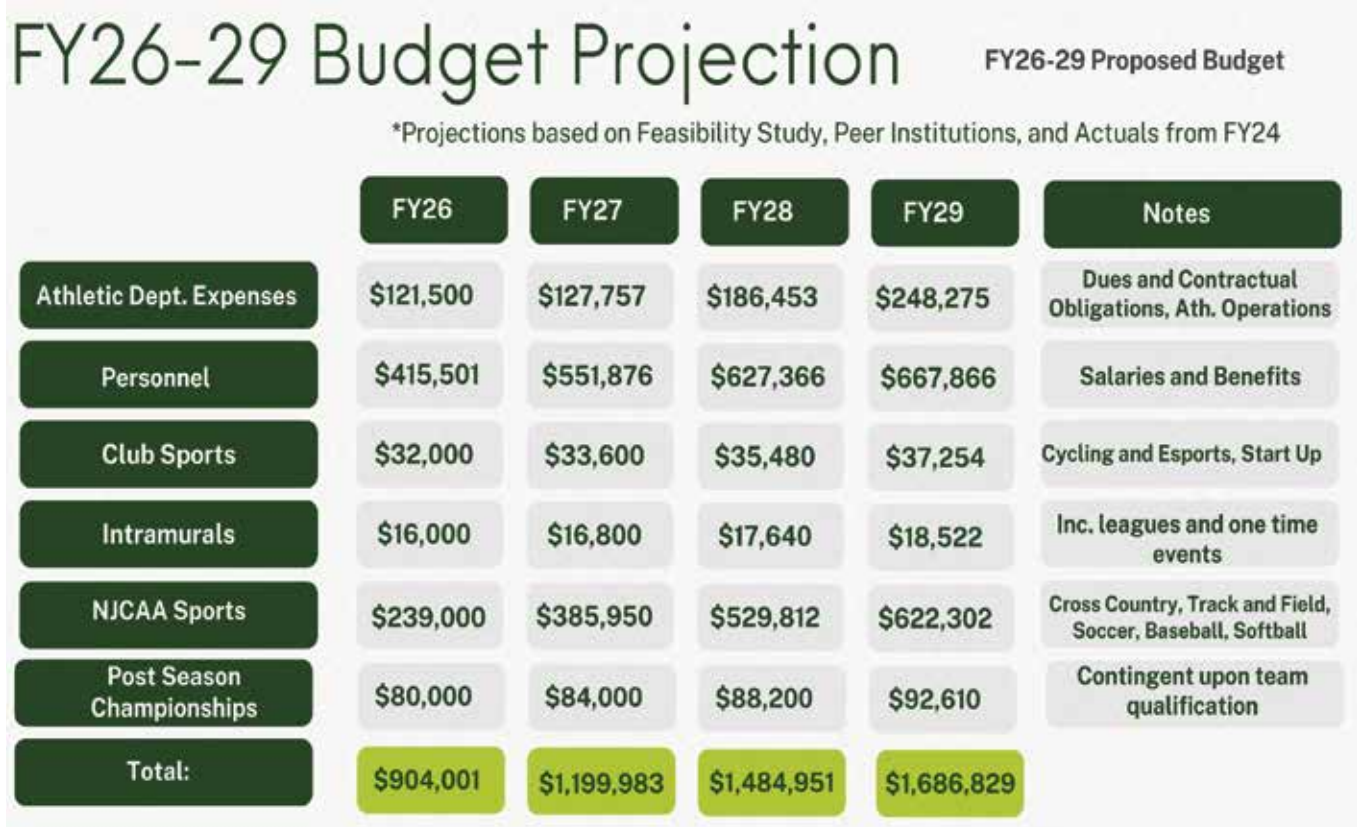 FY26-29 Budget Projection
FY26-29 Proposed Budget
*Projections based on Feasibility Study, Peer Institutions, and Actuals from FY24
FY26 FY27 FY28 FY29 Notes
Athletic Dept. Expenses $121,500 $127,757 $186,453 $248,275 Dues and Contractual
Obligations, Ath. Operations
Personnel $415,501 $551,876 $627,366 $667,866 Salaries and Benefits
Club Sports $32,000 $33,600 $35,480 $37,254 Cycling and Esports, Start Up
Intramurals $16,000 $16,800 $17,640 $18,522 Inc. leagues and one time
events
NJCAA Sports $239,000 $385,950 $529,812 $622,302 Cross Country, Track and Field,
Soccer, Baseball, Softball
Post Season
Championships $80,000 $84,000 $88,200 $92,610 Contingent upon team
qualification
Total: $904,001 $1,199,983 $1,484,951 $1,686,829